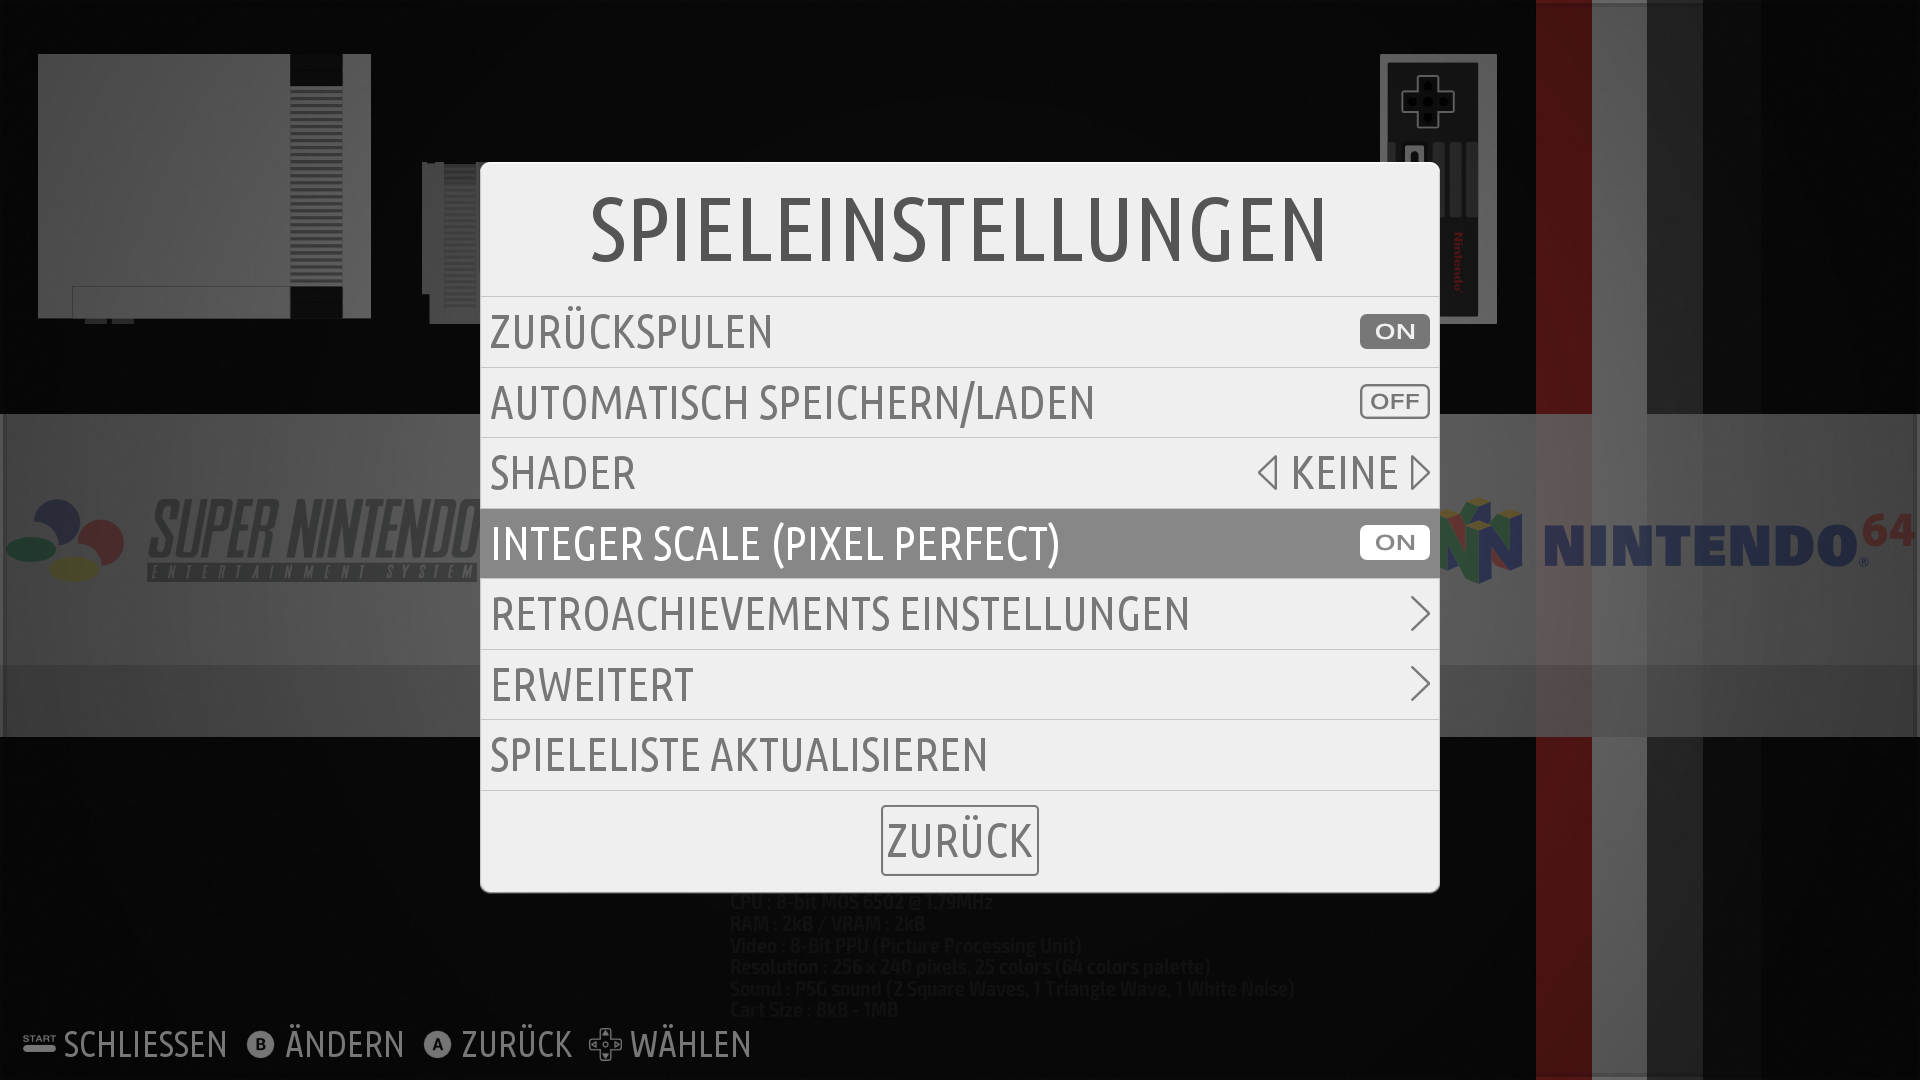 SPIELEINSTELLUNGEN
ZURÜCKSPULEN ON
AUTOMATISCH SPEICHERN/LADEN OFF
SHADER KEINE
INTEGER SCALE (PIXEL PERFECT) ON
RETROACHIEVEMENTS EINSTELLUNGEN
ERWEITERT
SPIELELISTE AKTUALISIEREN
ZURÜCK
Nintendo
SUPER NINTENDO
ENTERTAINMENT SYSTEM
NINTENDO 64
CPU : 8-bit MOS 6502 @ 1.79MHz
RAM : 2kB / VRAM : 2kB
Video : 8-Bit PPU (Picture Processing Unit)
Resolution : 256 x 240 pixels, 25 colors (64 colors palette)
Sound : PSG sound (2 Square Waves, 1 Triangle Wave, 1 White Noise)
Cart Size : 8kB - 1MB
START SCHLIESSEN B ÄNDERN A ZURÜCK WÄHLEN